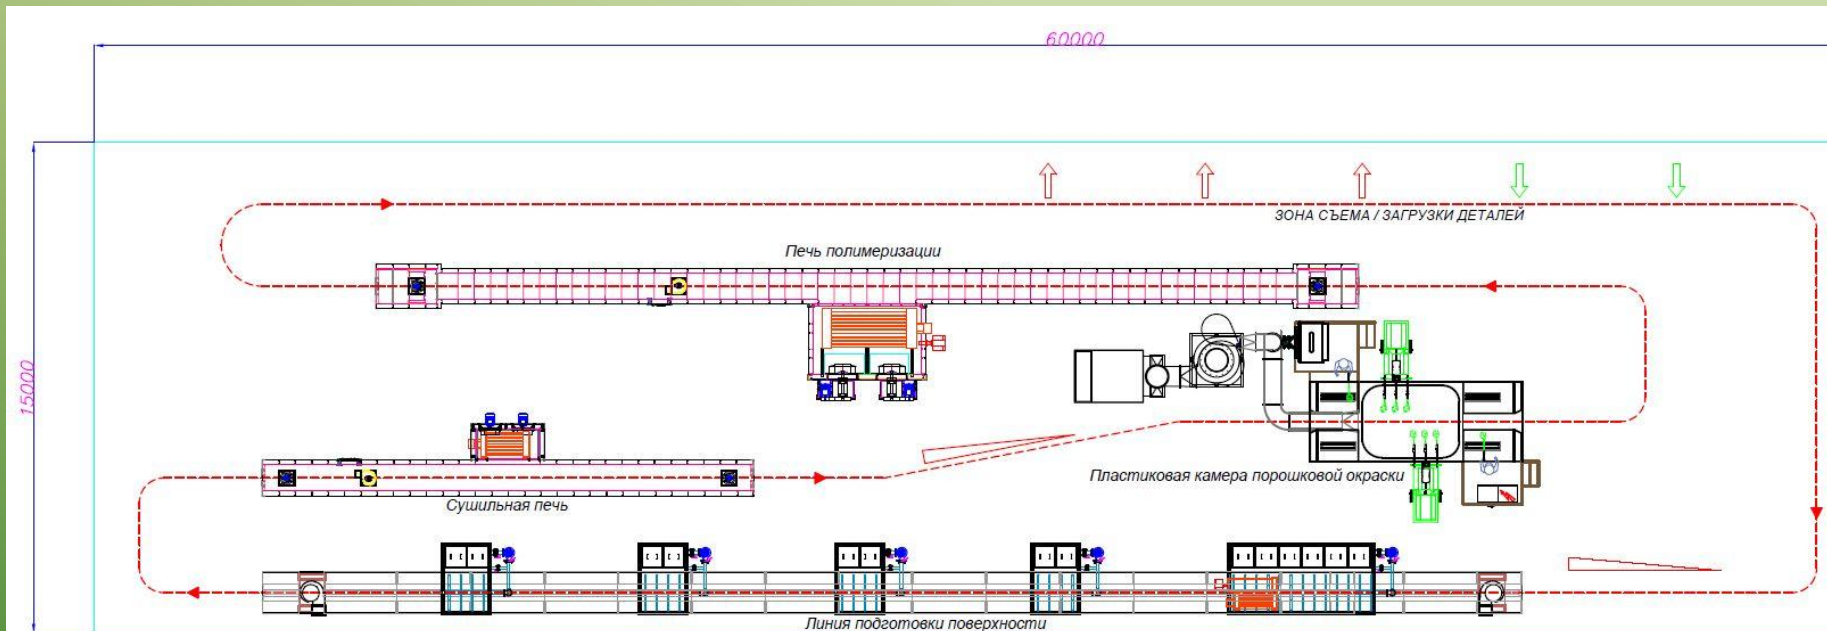 60000
ЗОНА СЪЕМА / ЗАГРУЗКИ ДЕТАЛЕЙ
Печь полимеризации
15000
Пластиковая камера порошковой окраски
Сушильная печь
Линия подготовки поверхности